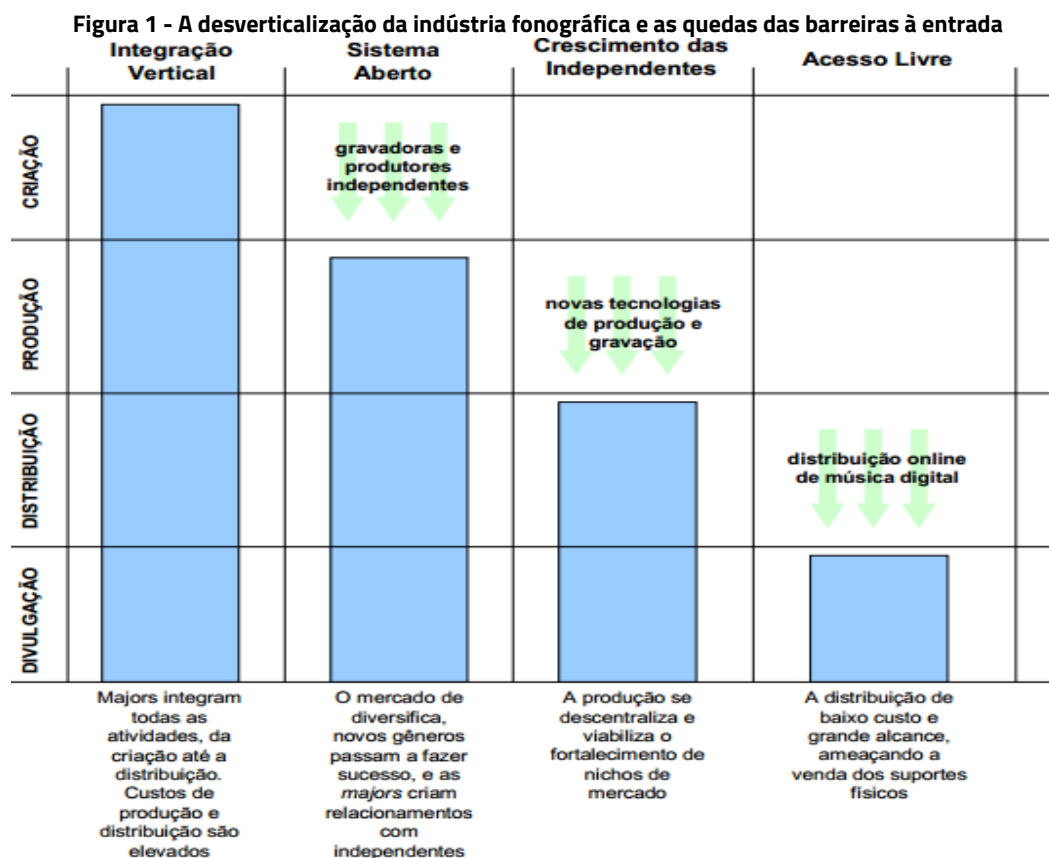 Figura 1 - A desverticalização da indústria fonográfica e as quedas das barreiras à entrada
Integração
Vertical
Sistema
Aberto
Crescimento das
Independentes
Acesso Livre
CRIAÇÃO
gravadoras e
produtores
independentes
PRODUÇÃO
novas tecnologias
de produção e
gravação
DISTRIBUIÇÃO
distribuição online
de música digital
DIVULGAÇÃO
Majors integram
todas as
atividades, da
criação até a
distribuição.
Custos de
produção e
distribuição são
elevados
O mercado de
diversifica,
novos gêneros
passam a fazer
sucesso, e as
majors criam
relacionamentos
com
independentes
A produção se
descentraliza e
viabiliza o
fortalecimento de
nichos de
mercado
A distribuição de
baixo custo e
grande alcance,
ameaçando a
venda dos suportes
físicos